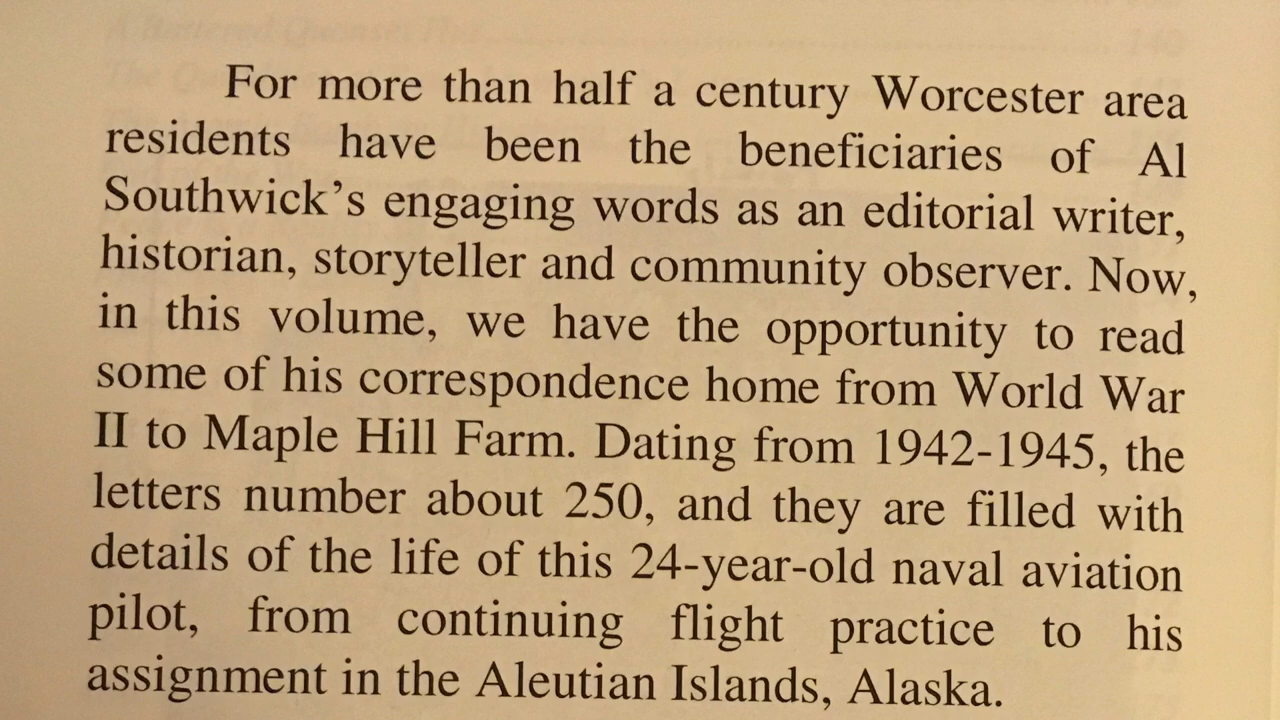 For more than half a century Worcester area
residents have been the beneficiaries of Al
Southwick's engaging words as an editorial writer,
historian, storyteller and community observer. Now,
in this volume, we have the opportunity to read
some of his correspondence home from World War
II to Maple Hill Farm. Dating from 1942-1945, the
letters number about 250, and they are filled with
details of the life of this 24-year-old naval aviation
pilot, from continuing flight practice to his
assignment in the Aleutian Islands, Alaska.